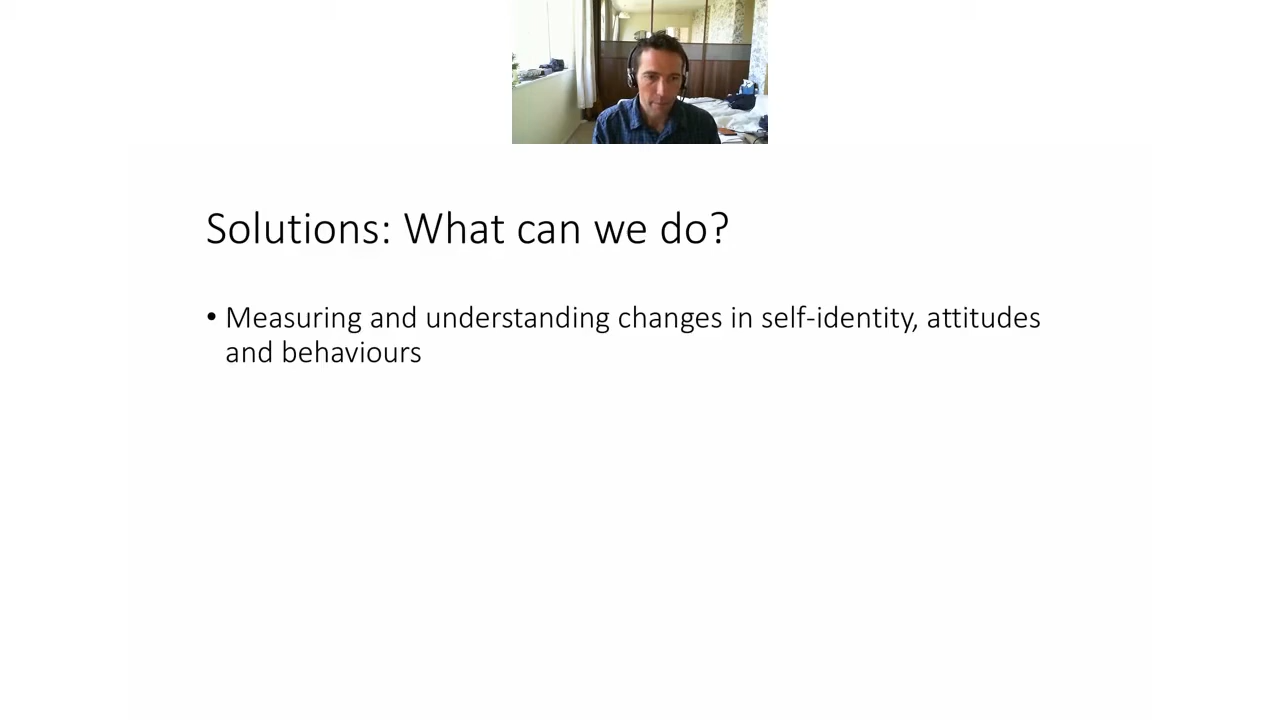 Solutions: What can we do?
• Measuring and understanding changes in self-identity, attitudes
and behaviours